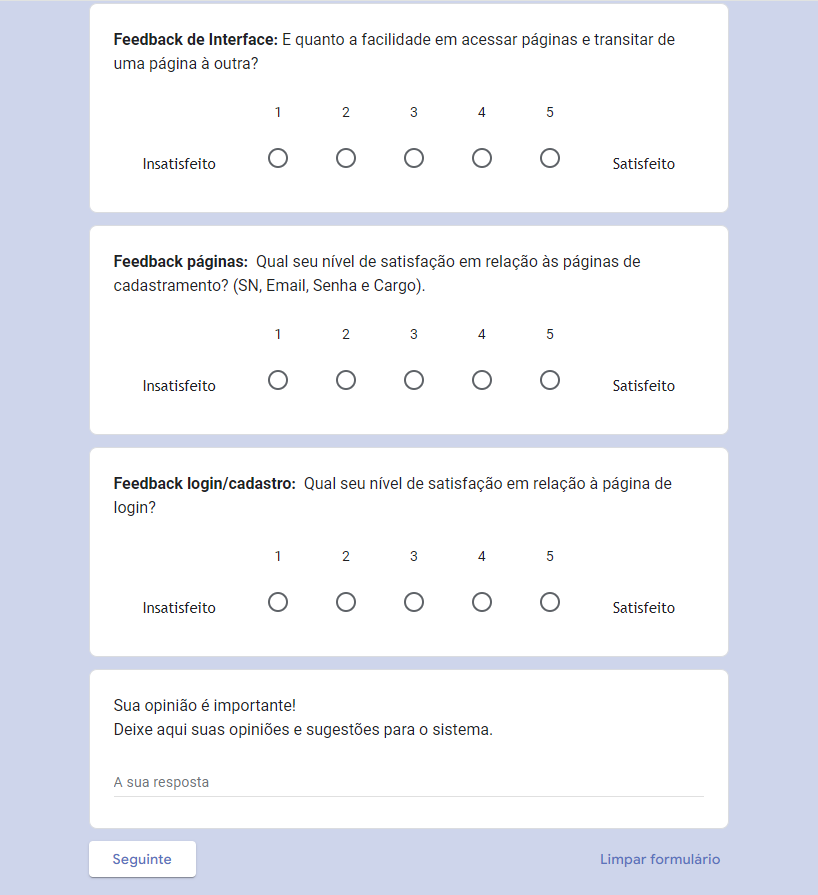 Feedback de Interface: E quanto a facilidade em acessar páginas e transitar de
uma página à outra?
1 2 3 4 5
Insatisfeito Satisfeito
Feedback páginas: Qual seu nível de satisfação em relação às páginas de
cadastramento? (SN, Email, Senha e Cargo).
1 2 3 4 5
Insatisfeito Satisfeito
Feedback login/cadastro: Qual seu nível de satisfação em relação à página de
login?
1 2 3 4 5
Insatisfeito Satisfeito
Sua opinião é importante!
Deixe aqui suas opiniões e sugestões para o sistema.
A sua resposta
Seguinte Limpar formulário